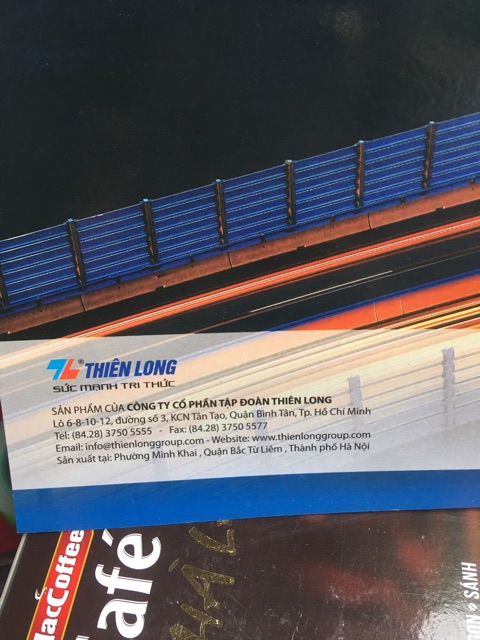 THIÊN LONG
SỨC MẠNH TRI THỨC
SẢN PHẨM CỦA CÔNG TY CỔ PHẦN TẬP ĐOÀN THIÊN LONG
Lô 6-8-10-12, đường số 3, KCN Tân Tạo, Quận Bình Tân, Tp. Hồ Chí Minh
Tel: (84.28) 3750 5555 - Fax: (84.28) 3750 5577
Email: info@thienlonggroup.com - Website: www.thienlonggroup.com
Sản xuất tại: Phường Minh Khai , Quận Bắc Từ Liêm , Thành phố Hà Nội
MacCoffee
afé
SÁNH